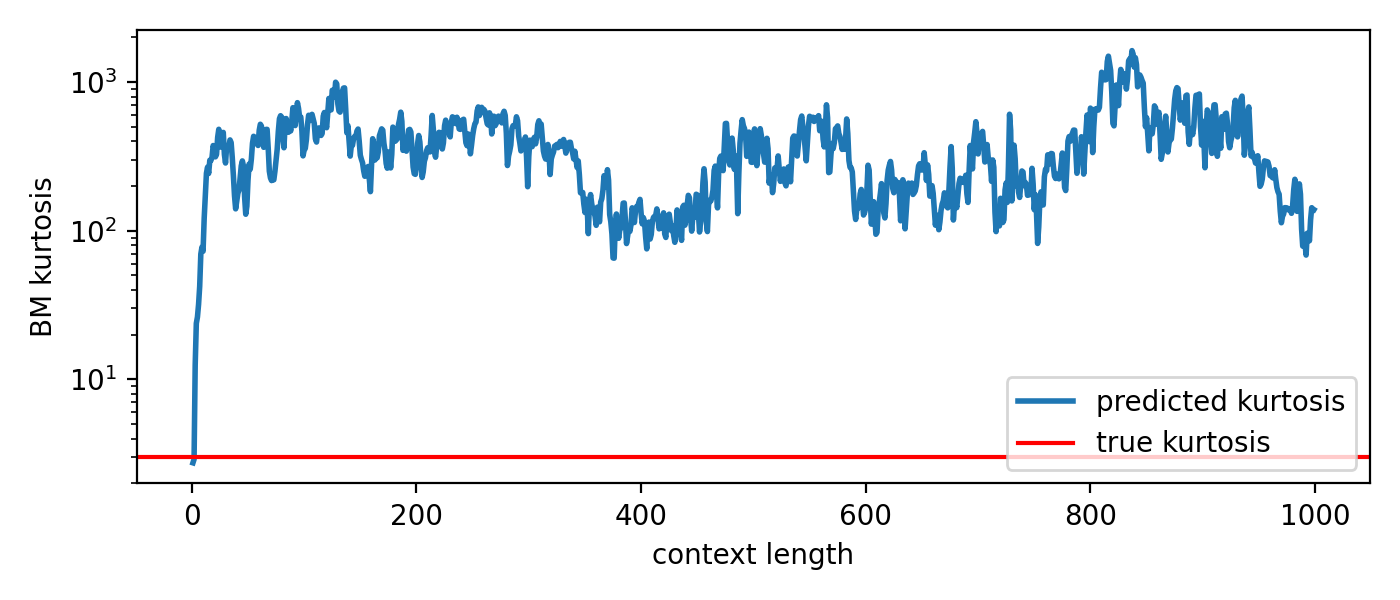 BM kurtosis
10³
10²
10¹
predicted kurtosis
true kurtosis
0 200 400 600 800 1000
context length